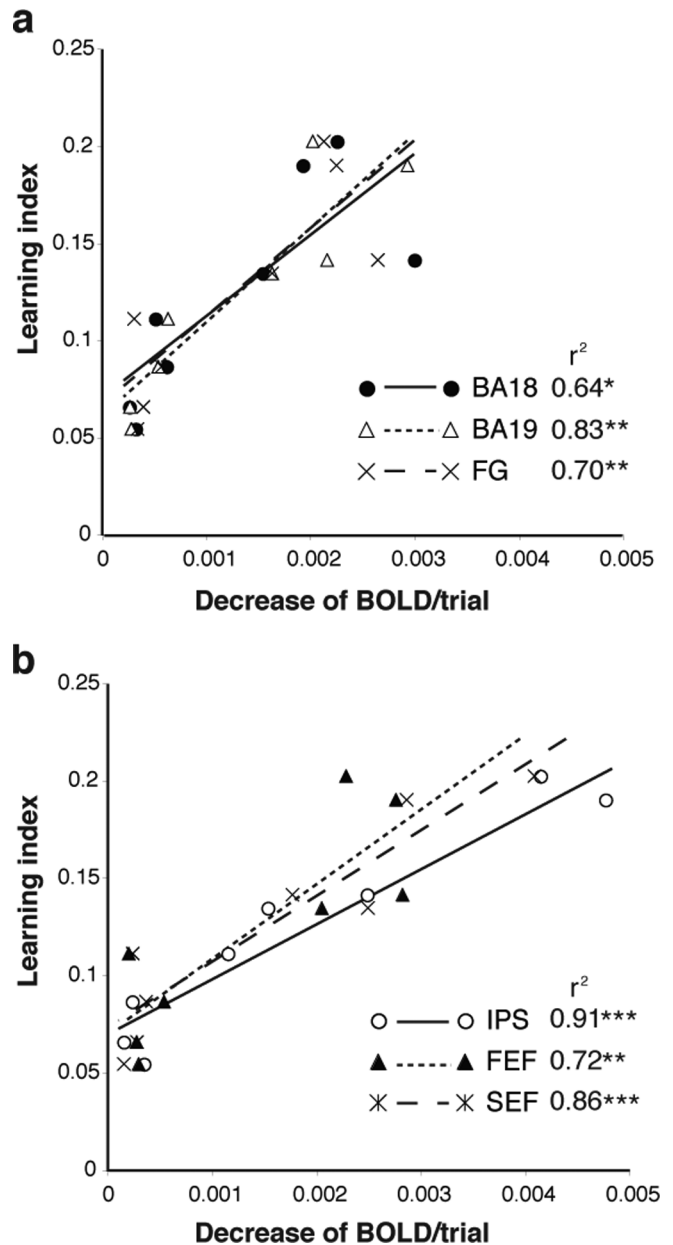 a
0.25
0.2
0.15
0.1
0.05
0
Learning index
r2
BA18 0.64*
BA19 0.83**
FG 0.70**
0 0.001 0.002 0.003 0.004 0.005
Decrease of BOLD/trial
b
0.25
0.2
0.15
0.1
0.05
0
Learning index
r2
IPS 0.91***
FEF 0.72**
SEF 0.86***
0 0.001 0.002 0.003 0.004 0.005
Decrease of BOLD/trial